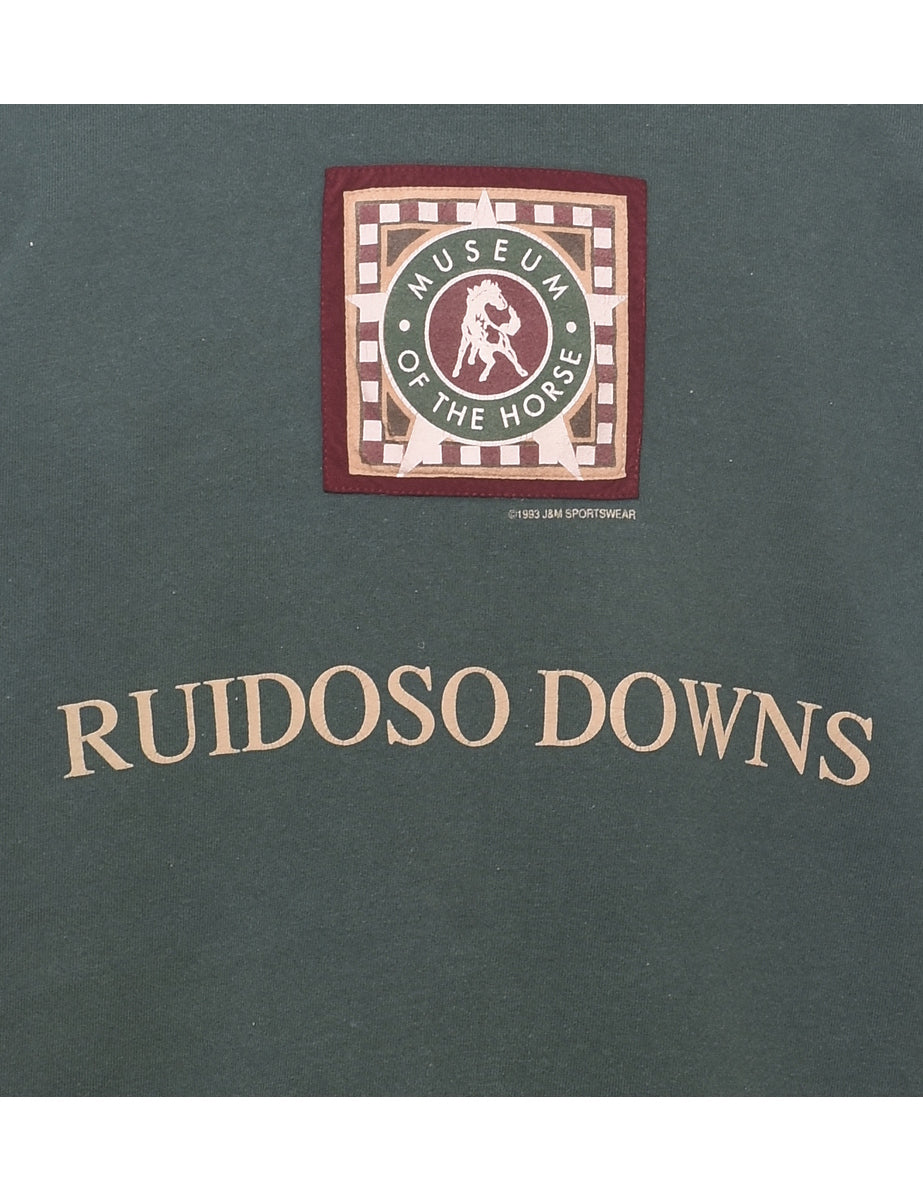 MUSEUM
OF THE HORSE
©1993 J&M SPORTSWEAR
RUIDOSO DOWNS